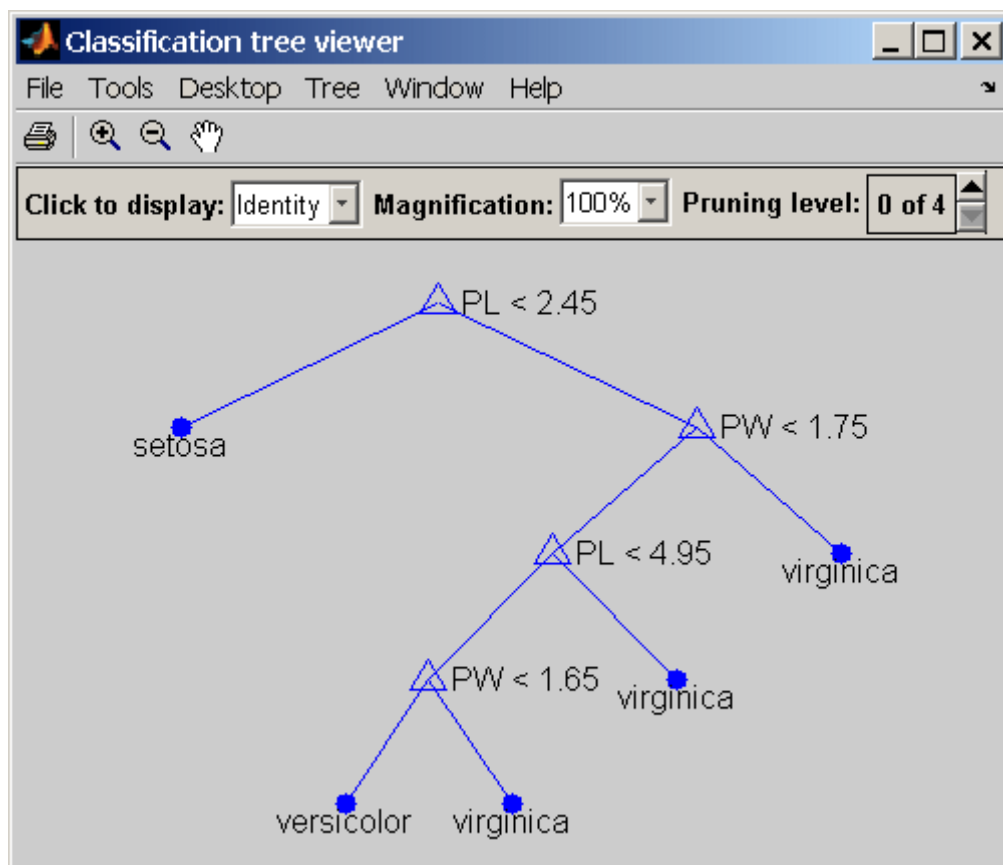 Classification tree viewer
File Tools Desktop Tree Window Help
Click to display: Identity Magnification: 100% Pruning level: 0 of 4
PL < 2.45
setosa
PW < 1.75
PL < 4.95
virginica
PW < 1.65
virginica
versicolor virginica